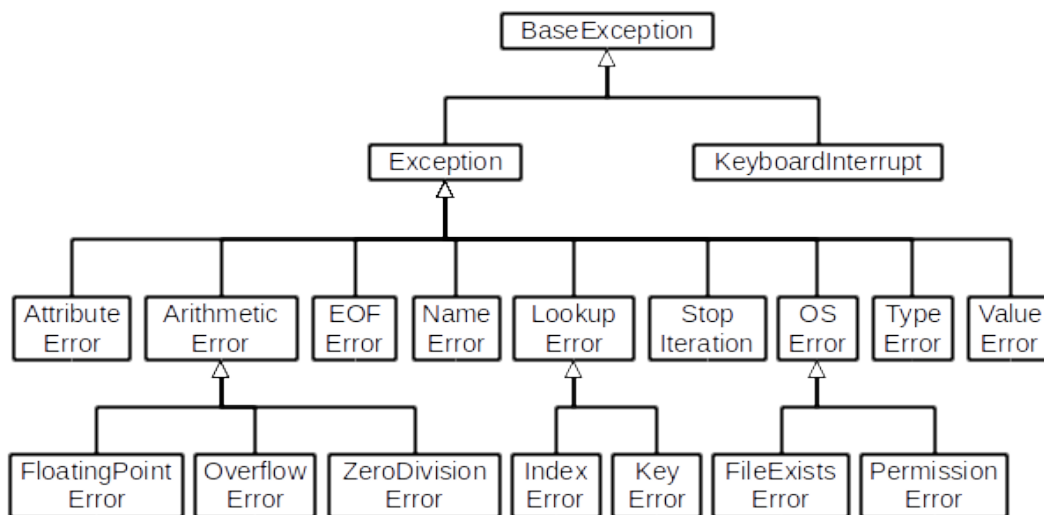 BaseException
Exception
KeyboardInterrupt
Attribute
Error
Arithmetic
Error
EOF
Error
Name
Error
Lookup
Error
Stop
Iteration
OS
Error
Type
Error
Value
Error
FloatingPoint
Error
Overflow
Error
ZeroDivision
Error
Index
Error
Key
Error
FileExists
Error
Permission
Error